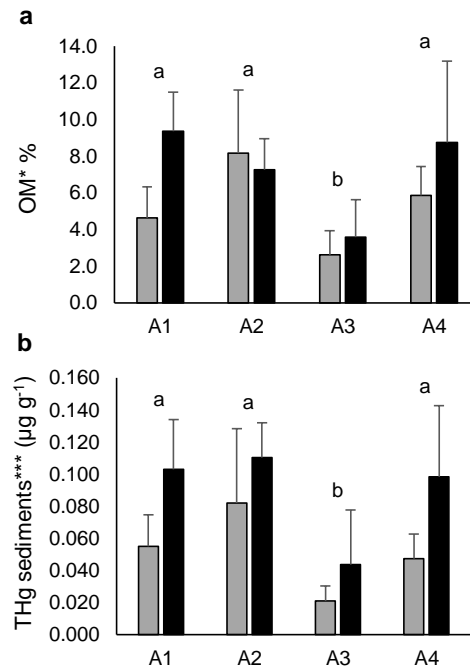 a
14.0
12.0
10.0
8.0
6.0
4.0
2.0
0.0
OM* %
a
a
b
a
A1 A2 A3 A4
b
0.160
0.140
0.120
0.100
0.080
0.060
0.040
0.020
0.000
THg sediments*** (µg g⁻¹)
a
a
b
a
A1 A2 A3 A4